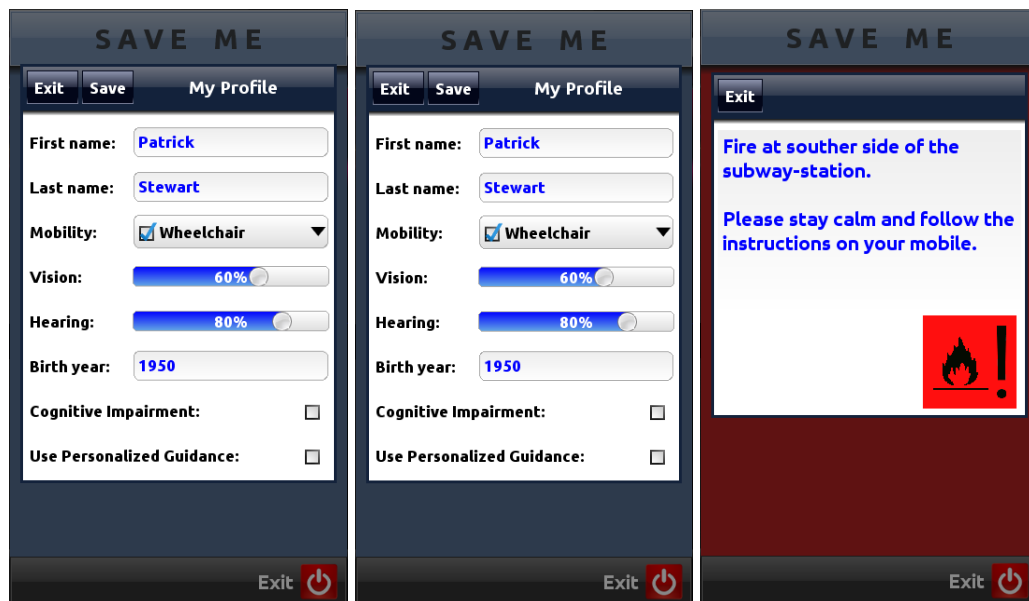 SAVE ME
Exit Save My Profile
First name: Patrick
Last name: Stewart
Mobility: Wheelchair
Vision: 60%
Hearing: 80%
Birth year: 1950
Cognitive Impairment:
Use Personalized Guidance:
Exit
SAVE ME
Exit Save My Profile
First name: Patrick
Last name: Stewart
Mobility: Wheelchair
Vision: 60%
Hearing: 80%
Birth year: 1950
Cognitive Impairment:
Use Personalized Guidance:
Exit
SAVE ME
Exit
Fire at souther side of the
subway-station.
Please stay calm and follow the
instructions on your mobile.
!
Exit